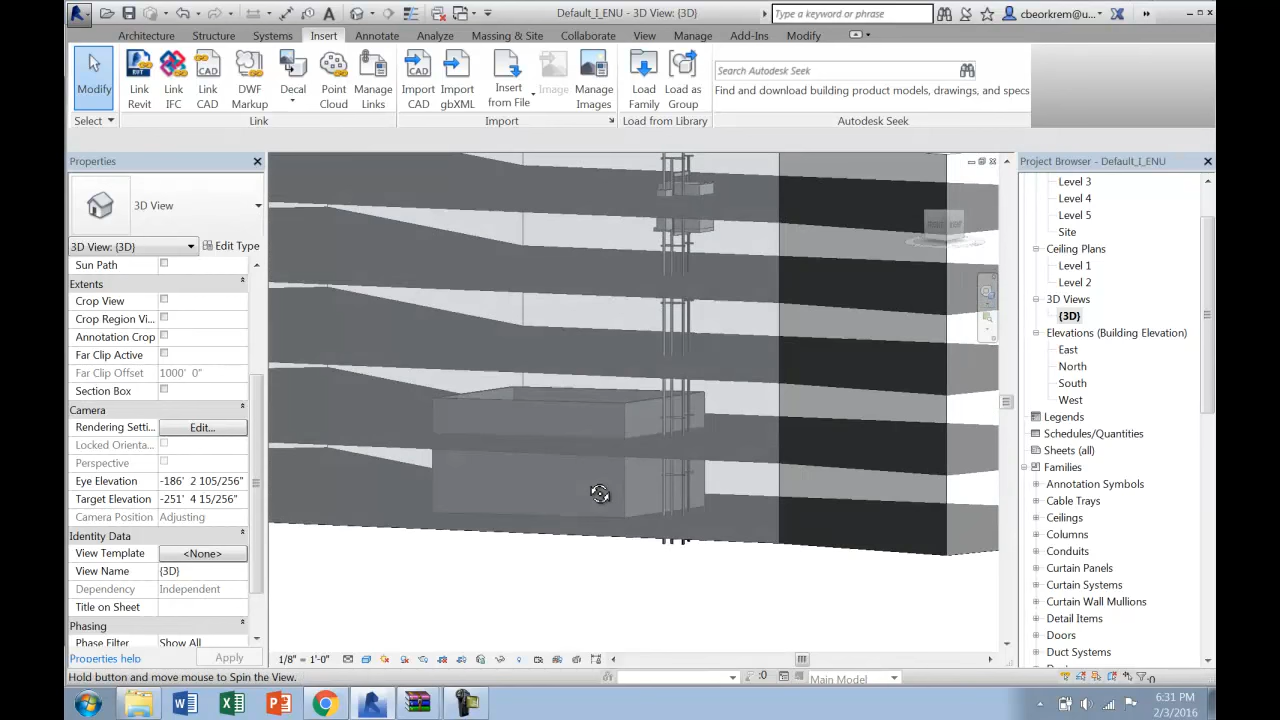 Default_I_ENU - 3D View: {3D}
Type a keyword or phrase
cbeorkrem@u...
Architecture Structure Systems Insert Annotate Analyze Massing & Site Collaborate View Manage Add-Ins Modify
Modify
Link Revit
Link IFC
Link CAD
DWF Markup
Decal
Point Cloud
Manage Links
Import CAD
Import gbXML
Insert from File
Image
Manage Images
Load Family
Load as Group
Search Autodesk Seek
Find and download building product models, drawings, and specs
Select Link Import Load from Library Autodesk Seek
Properties
3D View
3D View: {3D}
Edit Type
Sun Path
Extents
Crop View
Crop Region Vi...
Annotation Crop
Far Clip Active
Far Clip Offset 1000' 0"
Section Box
Camera
Rendering Setti... Edit...
Locked Orienta...
Perspective
Eye Elevation -186' 2 105/256"
Target Elevation -251' 4 15/256"
Camera Position Adjusting
Identity Data
View Template <None>
View Name {3D}
Dependency Independent
Title on Sheet
Phasing
Phase Filter Show All
Properties help
Apply
1/8" = 1'-0"
Project Browser - Default_I_ENU
Level 3
Level 4
Level 5
Site
Ceiling Plans
Level 1
Level 2
3D Views
{3D}
Elevations (Building Elevation)
East
North
South
West
Legends
Schedules/Quantities
Sheets (all)
Families
Annotation Symbols
Cable Trays
Ceilings
Columns
Conduits
Curtain Panels
Curtain Systems
Curtain Wall Mullions
Detail Items
Doors
Duct Systems
Hold button and move mouse to Spin the View.
:0
Main Model
:0
6:31 PM
2/3/2016